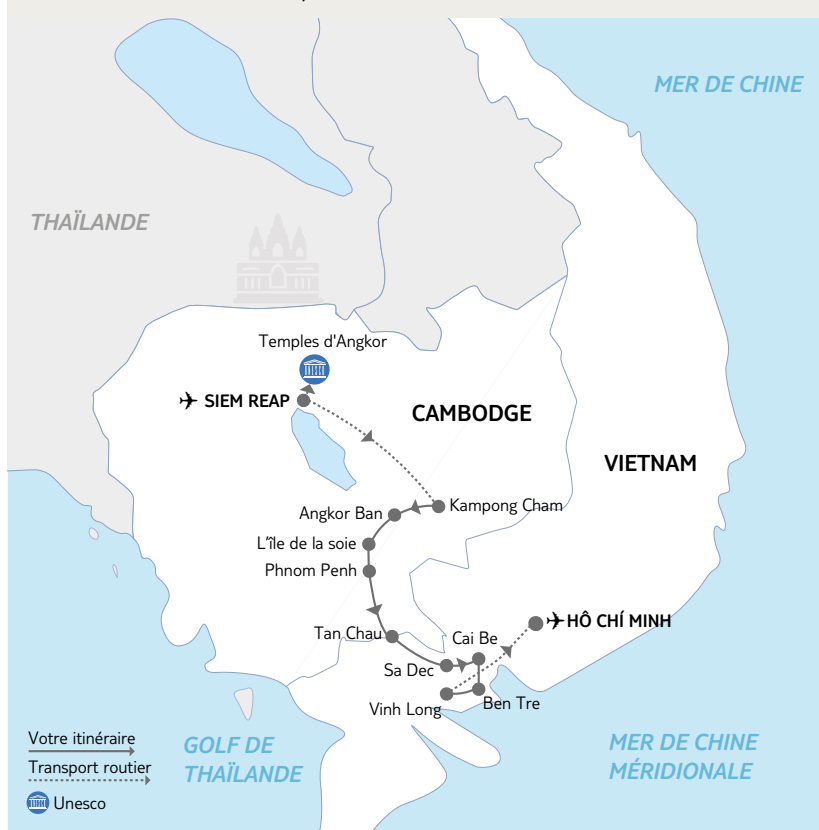 MER DE CHINE
THAÏLANDE
Temples d'Angkor
SIEM REAP
CAMBODGE
VIETNAM
Kampong Cham
Angkor Ban
L'île de la soie
Phnom Penh
HÔ CHÍ MINH
Tan Chau
Cai Be
Sa Dec
Ben Tre
Vinh Long
Votre itinéraire
Transport routier
Unesco
GOLF DE
THAÏLANDE
MER DE CHINE
MÉRIDIONALE